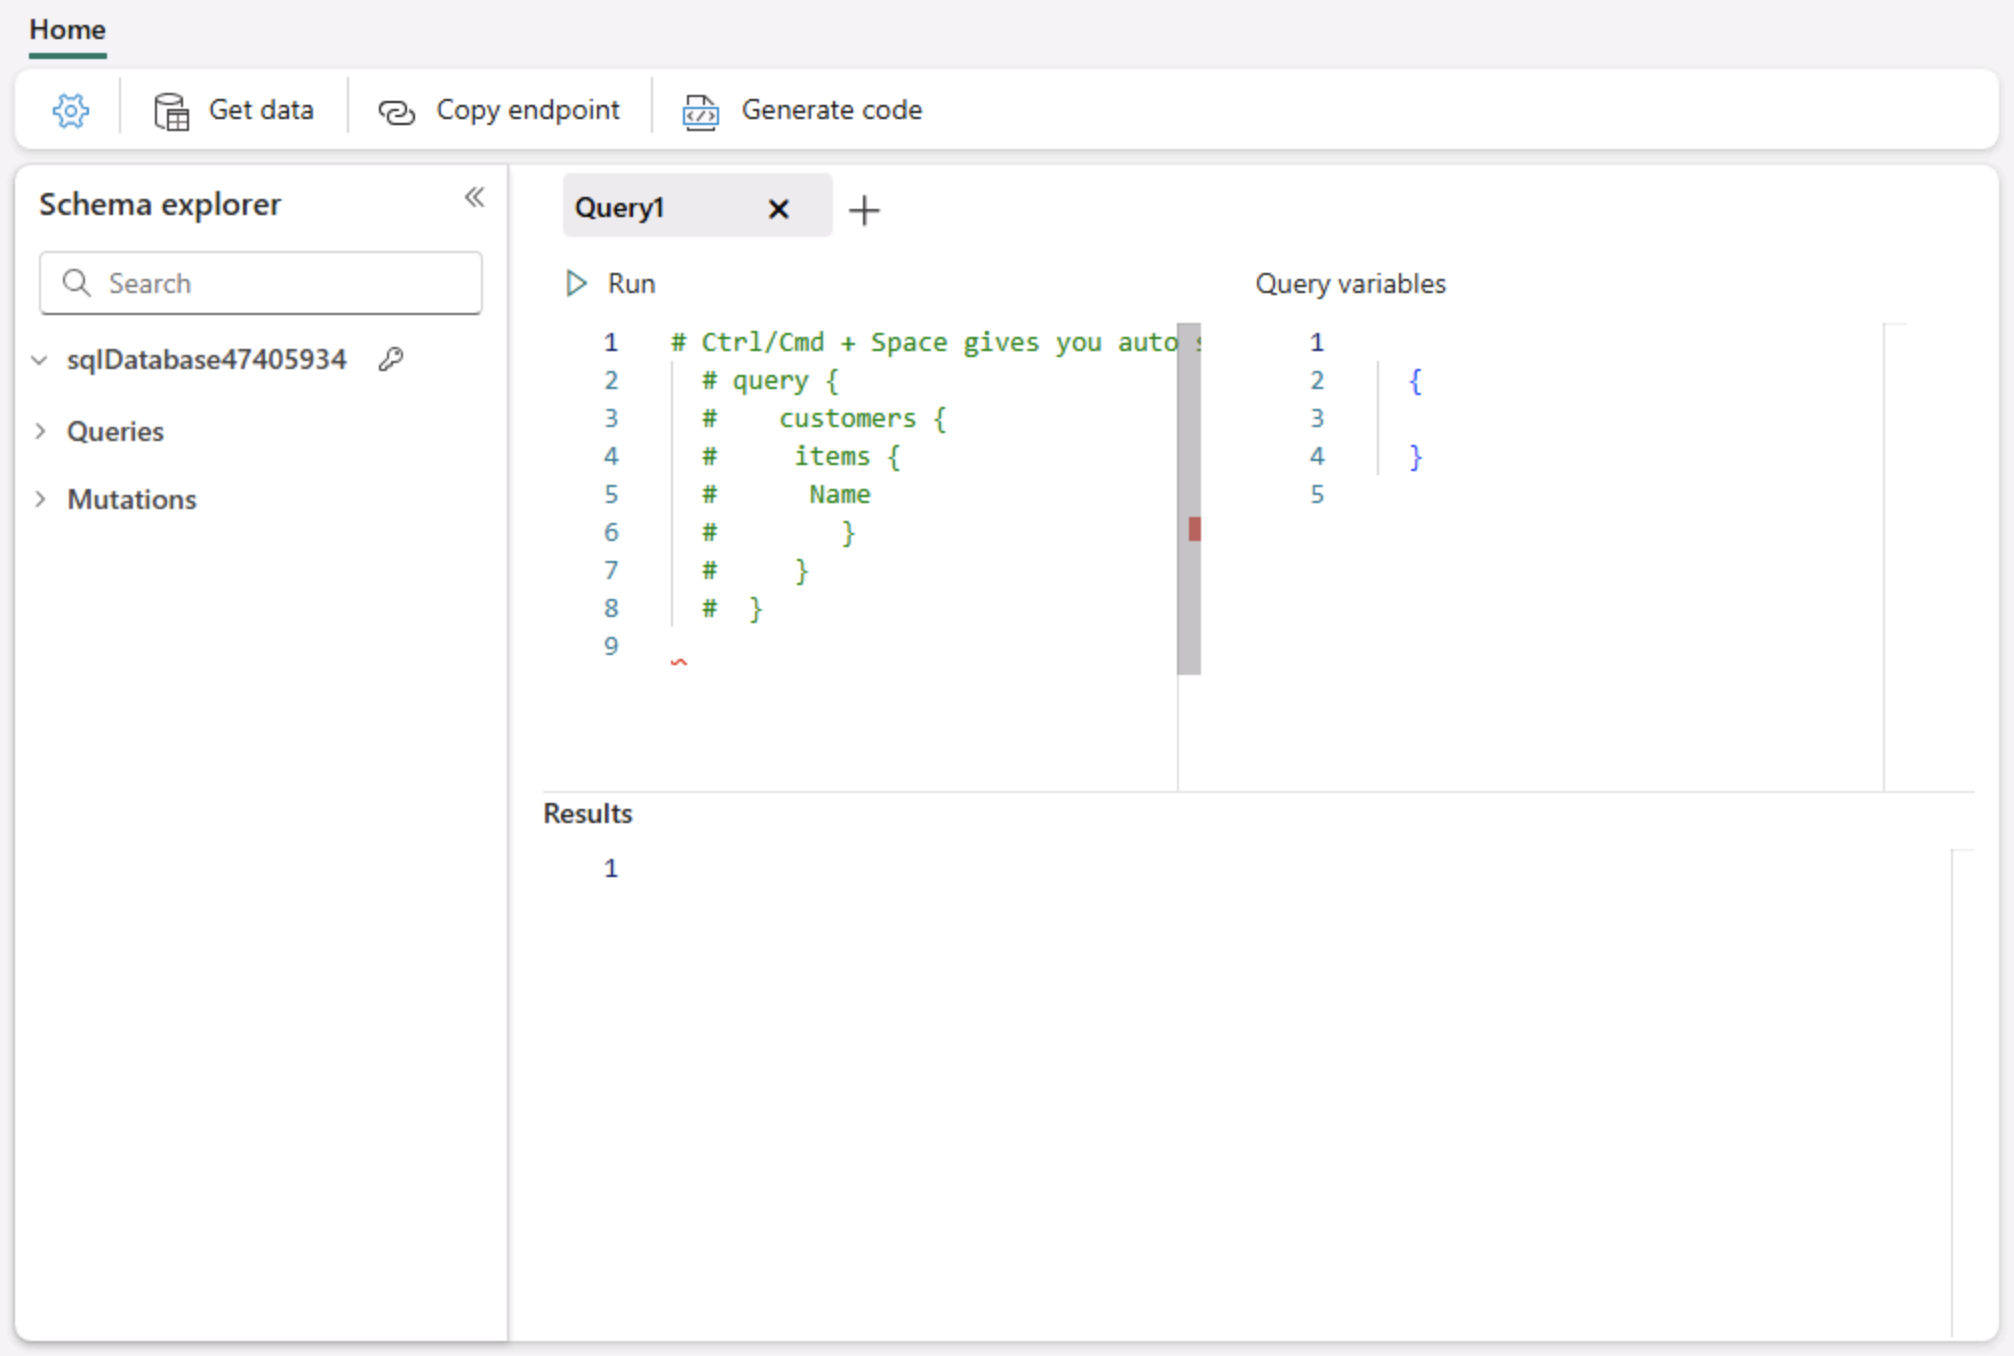 Home
Get data
Copy endpoint
Generate code
Schema explorer
Search
sqlDatabase47405934
Queries
Mutations
Query1
Run
1 # Ctrl/Cmd + Space gives you auto
2 # query {
3 # customers {
4 # items {
5 # Name
6 # }
7 # }
8 # }
9
Query variables
1
2 {
3
4 }
5
Results
1